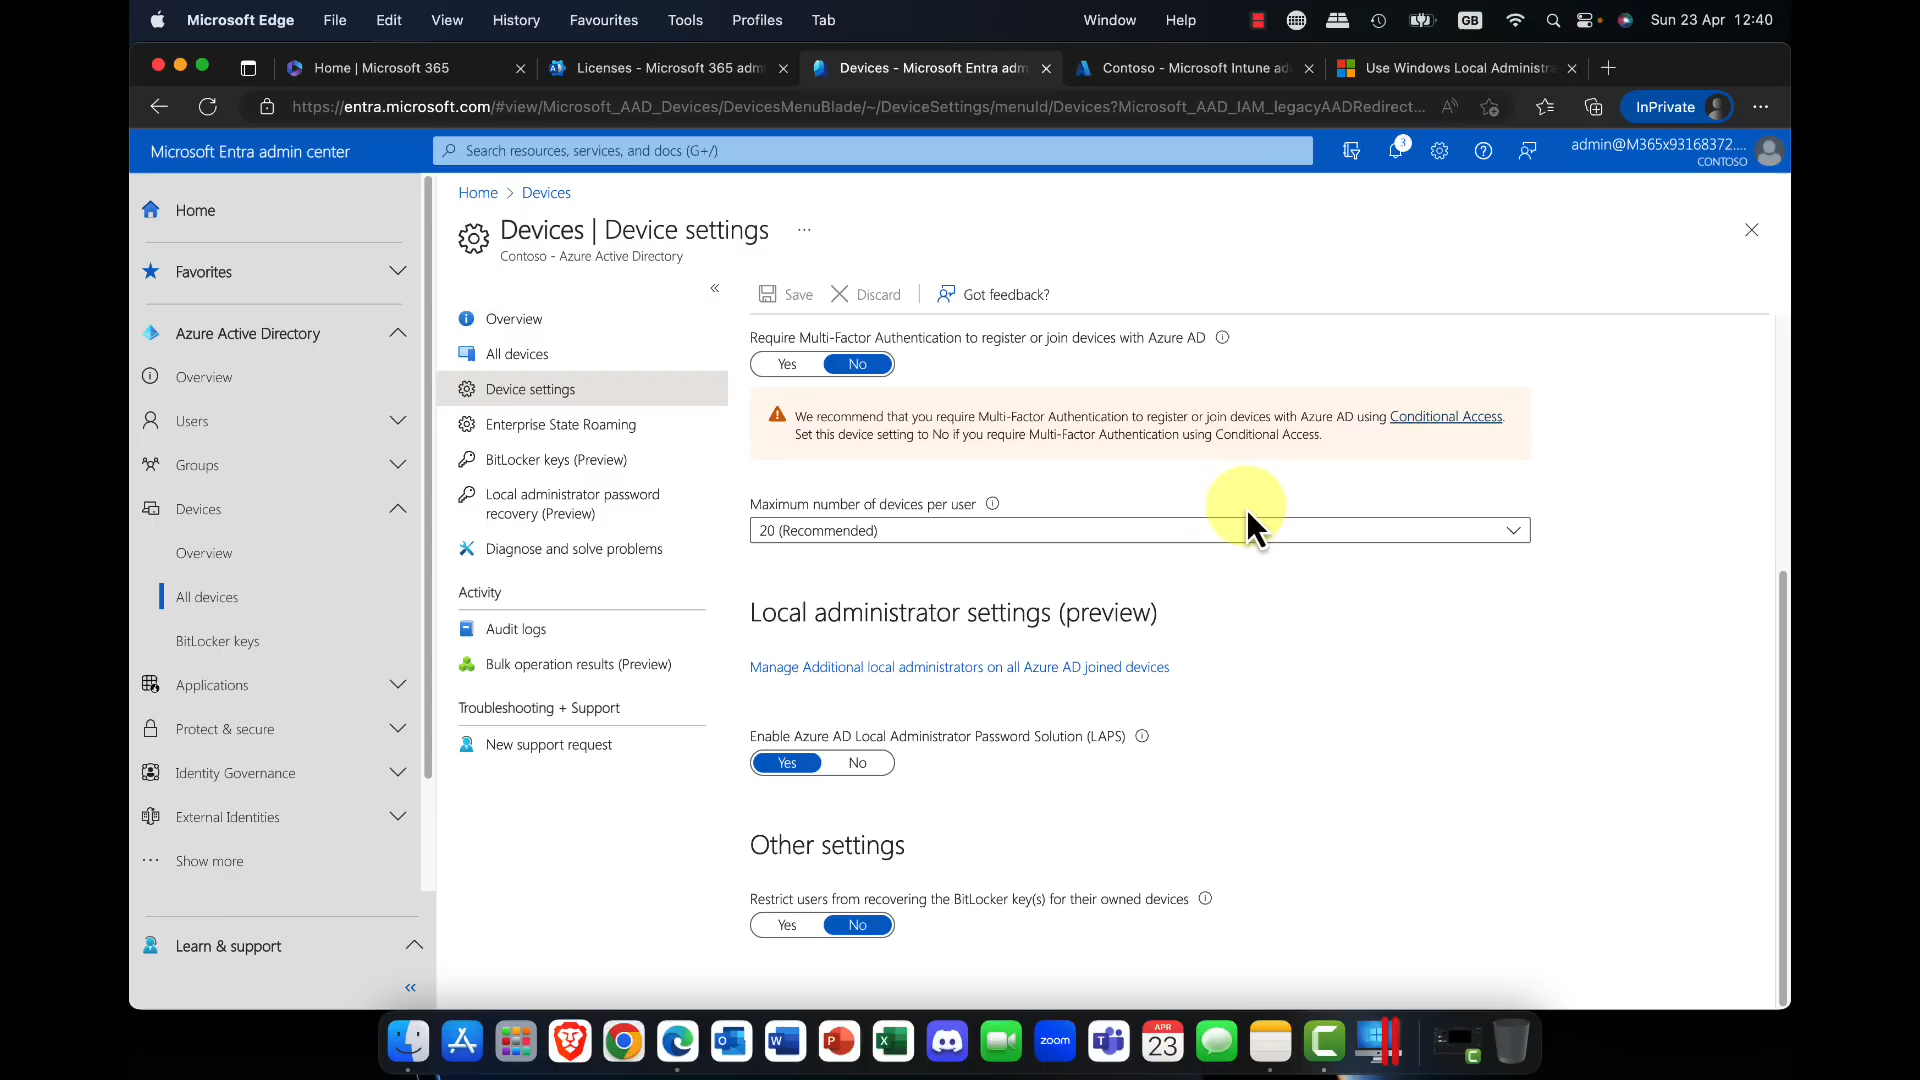 Microsoft Edge File Edit View History Favourites Tools Profiles Tab Window Help GB Sun 23 Apr 12:40
Home | Microsoft 365
Licenses - Microsoft 365 adm
Devices - Microsoft Entra adm
Contoso - Microsoft Intune ad
Use Windows Local Administra
https://entra.microsoft.com/#view/Microsoft_AAD_Devices/DevicesMenuBlade/~/DeviceSettings/menuId/Devices?Microsoft_AAD_IAM_legacyAADRedirect...
InPrivate
Microsoft Entra admin center
Search resources, services, and docs (G+/)
3
admin@M365x93168372....
CONTOSO
Home
Favorites
Azure Active Directory
Overview
Users
Groups
Devices
Overview
All devices
BitLocker keys
Applications
Protect & secure
Identity Governance
External Identities
Show more
Learn & support
Home > Devices
Devices | Device settings
Contoso - Azure Active Directory
Overview
All devices
Device settings
Enterprise State Roaming
BitLocker keys (Preview)
Local administrator password
recovery (Preview)
Diagnose and solve problems
Activity
Audit logs
Bulk operation results (Preview)
Troubleshooting + Support
New support request
Save Discard Got feedback?
Require Multi-Factor Authentication to register or join devices with Azure AD
Yes No
We recommend that you require Multi-Factor Authentication to register or join devices with Azure AD using Conditional Access.
Set this device setting to No if you require Multi-Factor Authentication using Conditional Access.
Maximum number of devices per user
20 (Recommended)
Local administrator settings (preview)
Manage Additional local administrators on all Azure AD joined devices
Enable Azure AD Local Administrator Password Solution (LAPS)
Yes No
Other settings
Restrict users from recovering the BitLocker key(s) for their owned devices
Yes No
zoom
APR
23